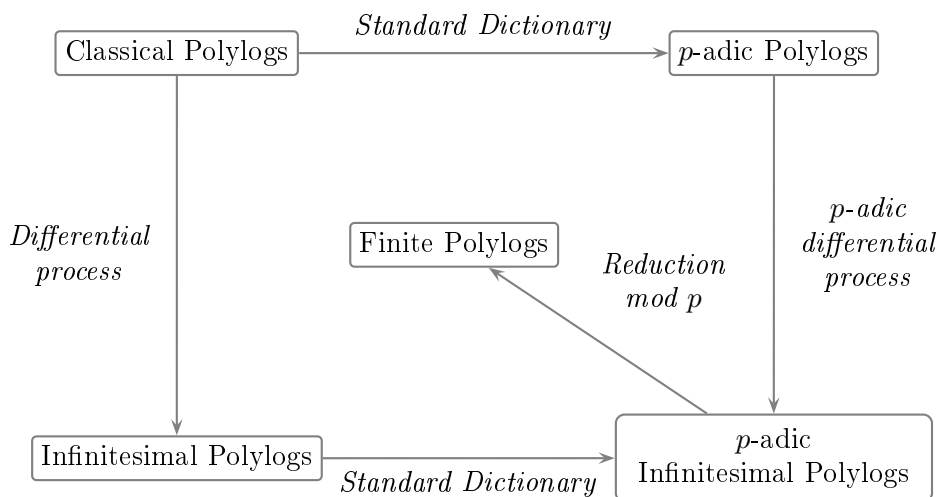 Standard Dictionary
Classical Polylogs
p-adic Polylogs
Differential
process
Finite Polylogs
Reduction
mod p
p-adic
differential
process
Infinitesimal Polylogs
Standard Dictionary
p-adic
Infinitesimal Polylogs